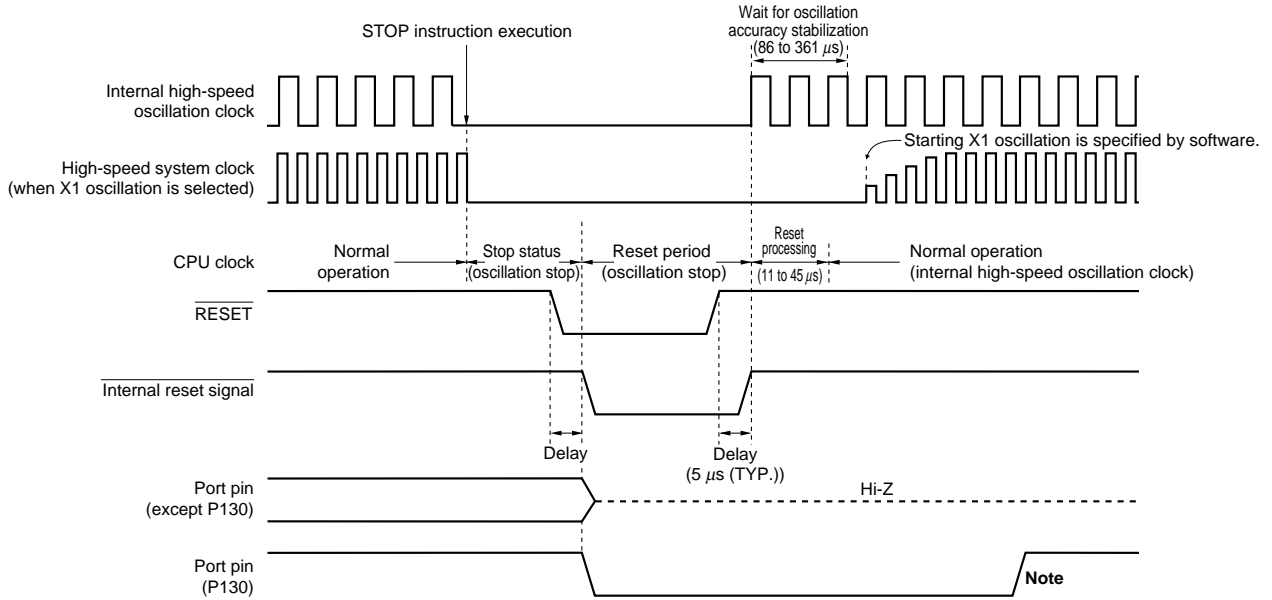 Wait for oscillation
accuracy stabilization
(86 to 361 μs)
STOP instruction execution
Internal high-speed
oscillation clock
Starting X1 oscillation is specified by software.
High-speed system clock
(when X1 oscillation is selected)
CPU clock
Normal
operation
Stop status
(oscillation stop)
Reset period
(oscillation stop)
Reset
processing
(11 to 45 μs)
Normal operation
(internal high-speed oscillation clock)
RESET
Internal reset signal
Delay
Delay
(5 μs (TYP.))
Port pin
(except P130)
Hi-Z
Port pin
(P130)
Note